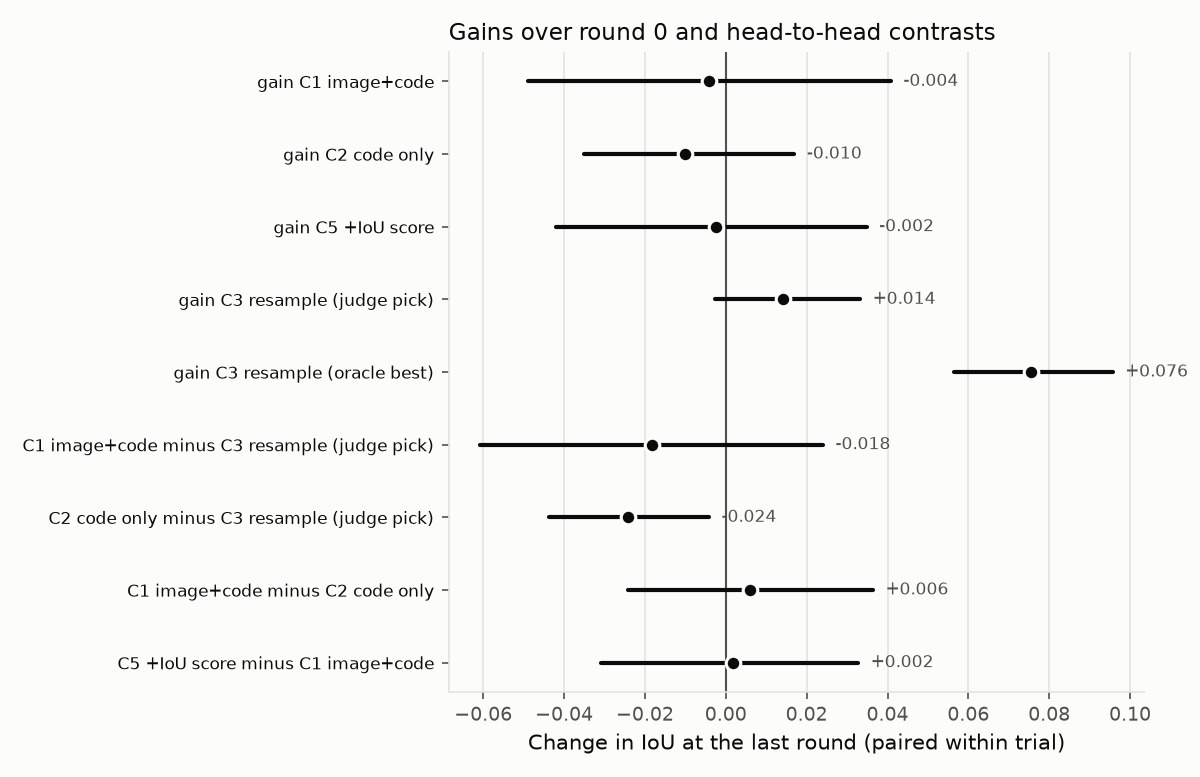 Gains over round 0 and head-to-head contrasts
gain C1 image+code
-0.004
gain C2 code only
-0.010
gain C5 +IoU score
-0.002
gain C3 resample (judge pick)
+0.014
gain C3 resample (oracle best)
+0.076
C1 image+code minus C3 resample (judge pick)
-0.018
C2 code only minus C3 resample (judge pick)
-0.024
C1 image+code minus C2 code only
+0.006
C5 +IoU score minus C1 image+code
+0.002
−0.06 −0.04 −0.02 0.00 0.02 0.04 0.06 0.08 0.10
Change in IoU at the last round (paired within trial)